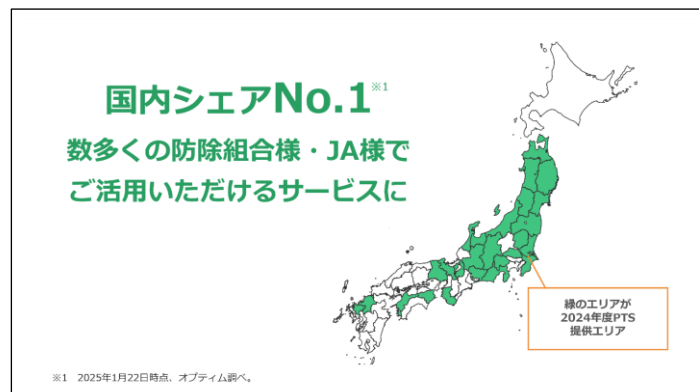 国内シェアNo.1※1
数多くの防除組合様・JA様で
ご活用いただけるサービスに
緑のエリアが
2024年度PTS
提供エリア
※1 2025年1月22日時点、オプティム調べ。